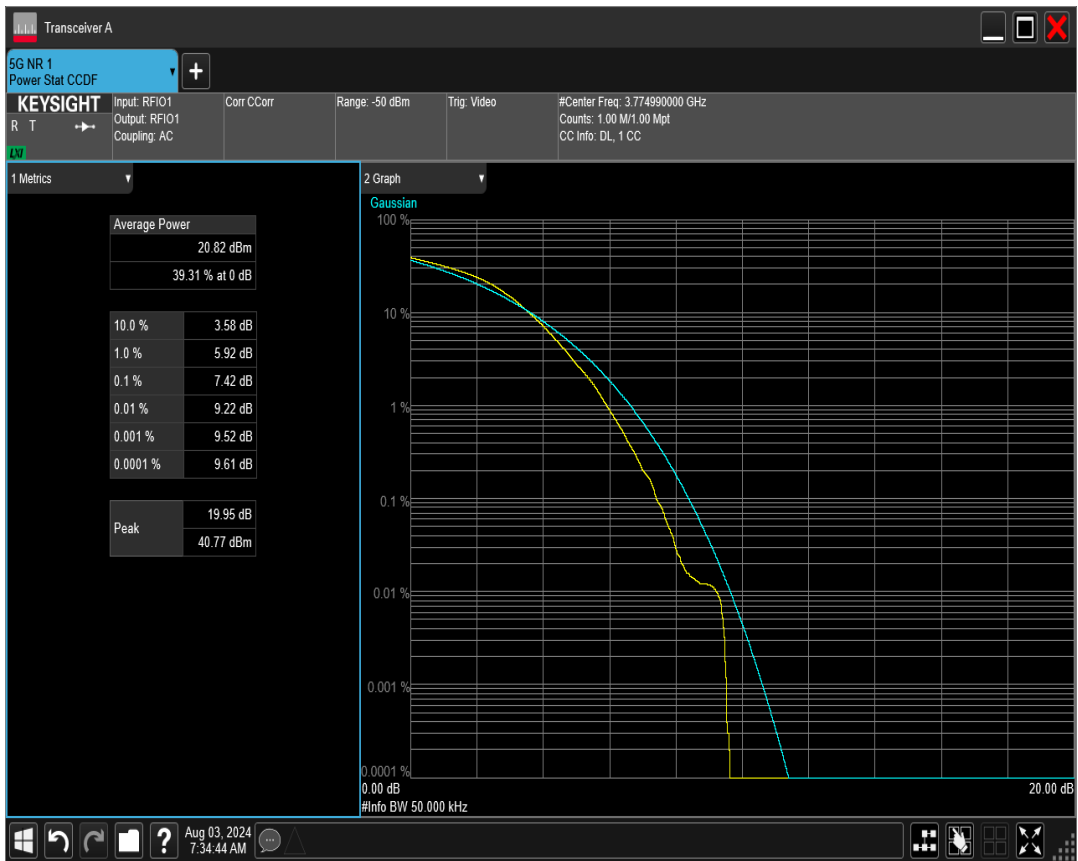 Transceiver A
5G NR 1
Power Stat CCDF
+
KEYSIGHT
R T
LXI
Input: RFIO1
Output: RFIO1
Coupling: AC
Corr CCorr
Range: -50 dBm
Trig: Video
#Center Freq: 3.774990000 GHz
Counts: 1.00 M/1.00 Mpt
CC Info: DL, 1 CC
1 Metrics
Average Power
20.82 dBm
39.31 % at 0 dB
10.0 % 3.58 dB
1.0 % 5.92 dB
0.1 % 7.42 dB
0.01 % 9.22 dB
0.001 % 9.52 dB
0.0001 % 9.61 dB
Peak
19.95 dB
40.77 dBm
2 Graph
Gaussian
100 %
10 %
1 %
0.1 %
0.01 %
0.001 %
0.0001 %
0.00 dB
20.00 dB
#Info BW 50.000 kHz
?
Aug 03, 2024
7:34:44 AM